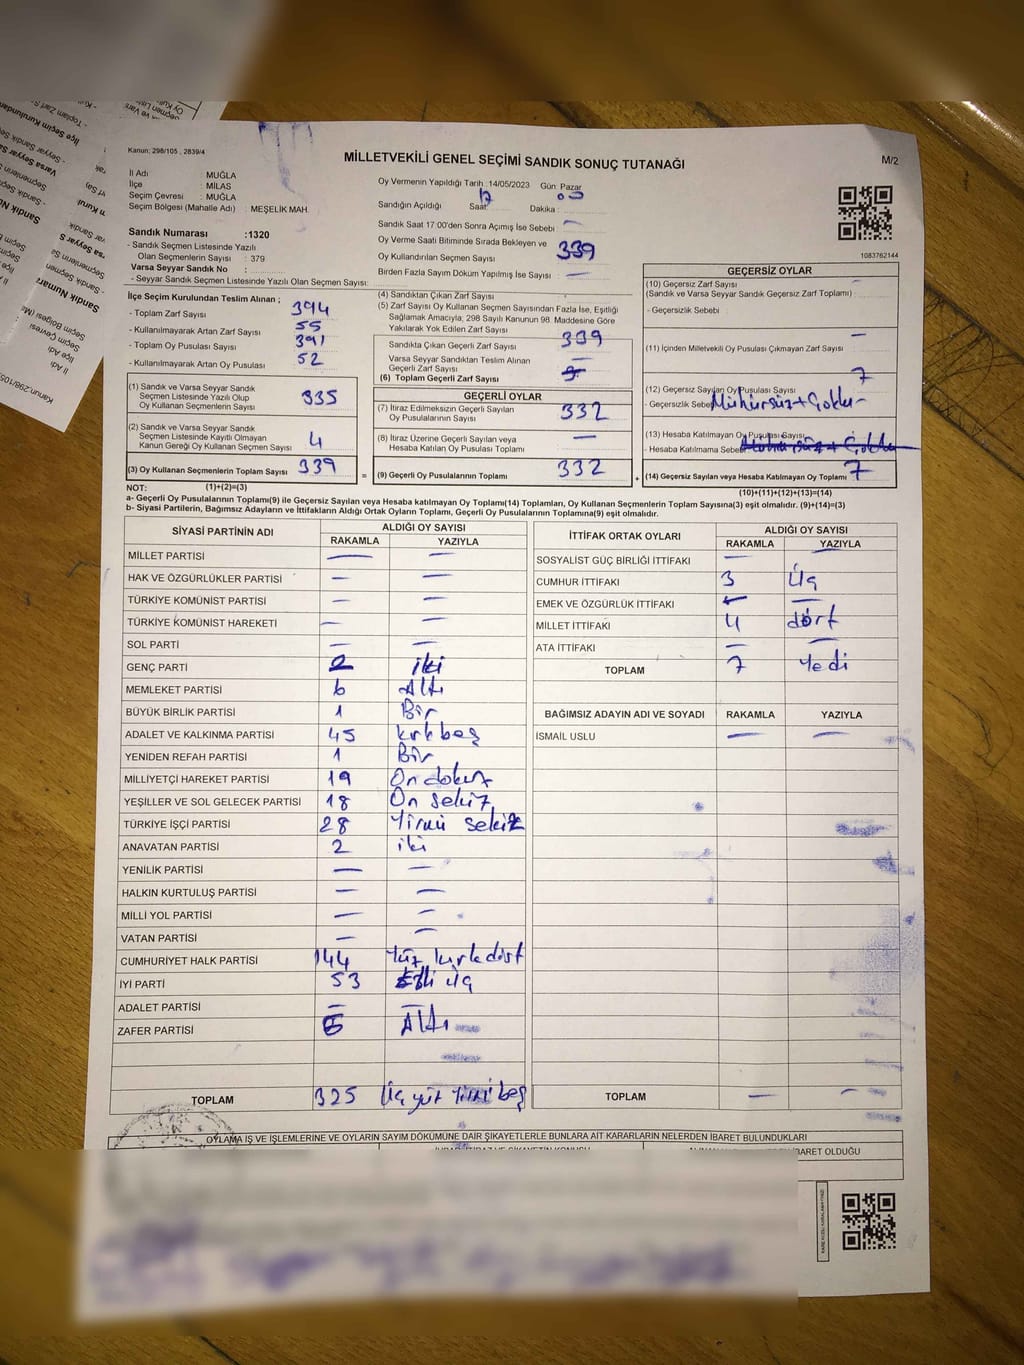 Kanun; 298/105 , 2839/4
MİLLETVEKİLİ GENEL SEÇİMİ SANDIK SONUÇ TUTANAĞI
M/2
İl Adı : MUĞLA
İlçe : MİLAS
Seçim Çevresi : MUĞLA
Seçim Bölgesi (Mahalle Adı) : MEŞELİK MAH.
Sandık Numarası :1320
- Sandık Seçmen Listesinde Yazılı
Olan Seçmenlerin Sayısı : 379
Varsa Seyyar Sandık No :
- Seyyar Sandık Seçmen Listesinde Yazılı Olan Seçmen Sayısı:
Oy Vermenin Yapıldığı Tarih :14/05/2023 Gün: Pazar
Sandığın Açıldığı Saat: 17 Dakika : 00
Sandık Saat 17.00'den Sonra Açımış İse Sebebi —
Oy Verme Saati Bitiminde Sırada Bekleyen ve
Oy Kullandırılan Seçmen Sayısı 339
Birden Fazla Sayım Döküm Yapılmış İse Sayısı —
1083762144
İlçe Seçim Kurulundan Teslim Alınan ;
- Toplam Zarf Sayısı 394
- Kullanılmayarak Artan Zarf Sayısı 55
- Toplam Oy Pusulası Sayısı 391
- Kullanılmayarak Artan Oy Pusulası 52
(1) Sandık ve Varsa Seyyar Sandık
Seçmen Listesinde Yazılı Olup
Oy Kullanan Seçmenlerin Sayısı 335
(2) Sandık ve Varsa Seyyar Sandık
Seçmen Listesinde Kayıtlı Olmayan
Kanun Gereği Oy Kullanan Seçmen Sayısı 4
(3) Oy Kullanan Seçmenlerin Toplam Sayısı 339
(4) Sandıktan Çıkan Zarf Sayısı
(5) Zarf Sayısı Oy Kullanan Seçmen Sayısından Fazla İse, Eşitliği
Sağlamak Amacıyla; 298 Sayılı Kanunun 98. Maddesine Göre
Yakılarak Yok Edilen Zarf Sayısı
Sandıkta Çıkan Geçerli Zarf Sayısı 339
Varsa Seyyar Sandıktan Teslim Alınan
Geçerli Zarf Sayısı —
(6) Toplam Geçerli Zarf Sayısı
GEÇERLİ OYLAR
(7) İtiraz Edilmeksizin Geçerli Sayılan
Oy Pusulalarının Sayısı 332
(8) İtiraz Üzerine Geçerli Sayılan veya
Hesaba Katılan Oy Pusulası Toplamı —
= (9) Geçerli Oy Pusulalarının Toplamı 332
GEÇERSİZ OYLAR
(10) Geçersiz Zarf Sayısı
(Sandık ve Varsa Seyyar Sandık Geçersiz Zarf Toplamı) :
- Geçersizlik Sebebi
(11) İçinden Milletvekili Oy Pusulası Çıkmayan Zarf Sayısı —
(12) Geçersiz Sayılan Oy Pusulası Sayısı 7
- Geçersizlik Sebebi Mühürsüz+Çoklu
(13) Hesaba Katılmayan Oy Pusulası Sayısı
- Hesaba Katılmama Sebebi Mühürsüz + Çoklu
+ (14) Geçersiz Sayılan veya Hesaba Katılmayan Oy Toplamı 7
NOT: (1)+(2)=(3)
(10)+(11)+(12)+(13)=(14)
a- Geçerli Oy Pusulalarının Toplamı(9) ile Geçersiz Sayılan veya Hesaba katılmayan Oy Toplamı(14) Toplamları, Oy Kullanan Seçmenlerin Toplam Sayısına(3) eşit olmalıdır. (9)+(14)=(3)
b- Siyasi Partilerin, Bağımsız Adayların ve İttifakların Aldığı Ortak Oyların Toplamı, Geçerli Oy Pusulalarının Toplamına(9) eşit olmalıdır.
SİYASİ PARTİNİN ADI ALDIĞI OY SAYISI
RAKAMLA YAZIYLA
MİLLET PARTİSİ — —
HAK VE ÖZGÜRLÜKLER PARTİSİ — —
TÜRKİYE KOMÜNİST PARTİSİ — —
TÜRKİYE KOMÜNİST HAREKETİ — —
SOL PARTİ — —
GENÇ PARTİ 2 iki
MEMLEKET PARTİSİ 6 Altı
BÜYÜK BİRLİK PARTİSİ 1 Bir
ADALET VE KALKINMA PARTİSİ 45 kırkbeş
YENİDEN REFAH PARTİSİ 1 Bir
MİLLİYETÇİ HAREKET PARTİSİ 19 On dokuz
YEŞİLLER VE SOL GELECEK PARTİSİ 18 On sekiz
TÜRKİYE İŞÇİ PARTİSİ 28 Yirmi sekiz
ANAVATAN PARTİSİ 2 iki
YENİLİK PARTİSİ — —
HALKIN KURTULUŞ PARTİSİ — —
MİLLİ YOL PARTİSİ — —
VATAN PARTİSİ — —
CUMHURİYET HALK PARTİSİ 144 Yüz kırkdört
İYİ PARTİ 53 Elli üç
ADALET PARTİSİ — —
ZAFER PARTİSİ 6 Altı
TOPLAM 325 Üçyüz yirmi beş
İTTİFAK ORTAK OYLARI ALDIĞI OY SAYISI
RAKAMLA YAZIYLA
SOSYALİST GÜÇ BİRLİĞİ İTTİFAKI — —
CUMHUR İTTİFAKI 3 Üç
EMEK VE ÖZGÜRLÜK İTTİFAKI — —
MİLLET İTTİFAKI 4 dört
ATA İTTİFAKI — —
TOPLAM 7 Yedi
BAĞIMSIZ ADAYIN ADI VE SOYADI RAKAMLA YAZIYLA
İSMAİL USLU — —
TOPLAM — —
OYLAMA İŞ VE İŞLEMLERİNE VE OYLARIN SAYIM DÖKÜMÜNE DAİR ŞİKAYETLERLE BUNLARA AİT KARARLARIN NELERDEN İBARET BULUNDUKLARI